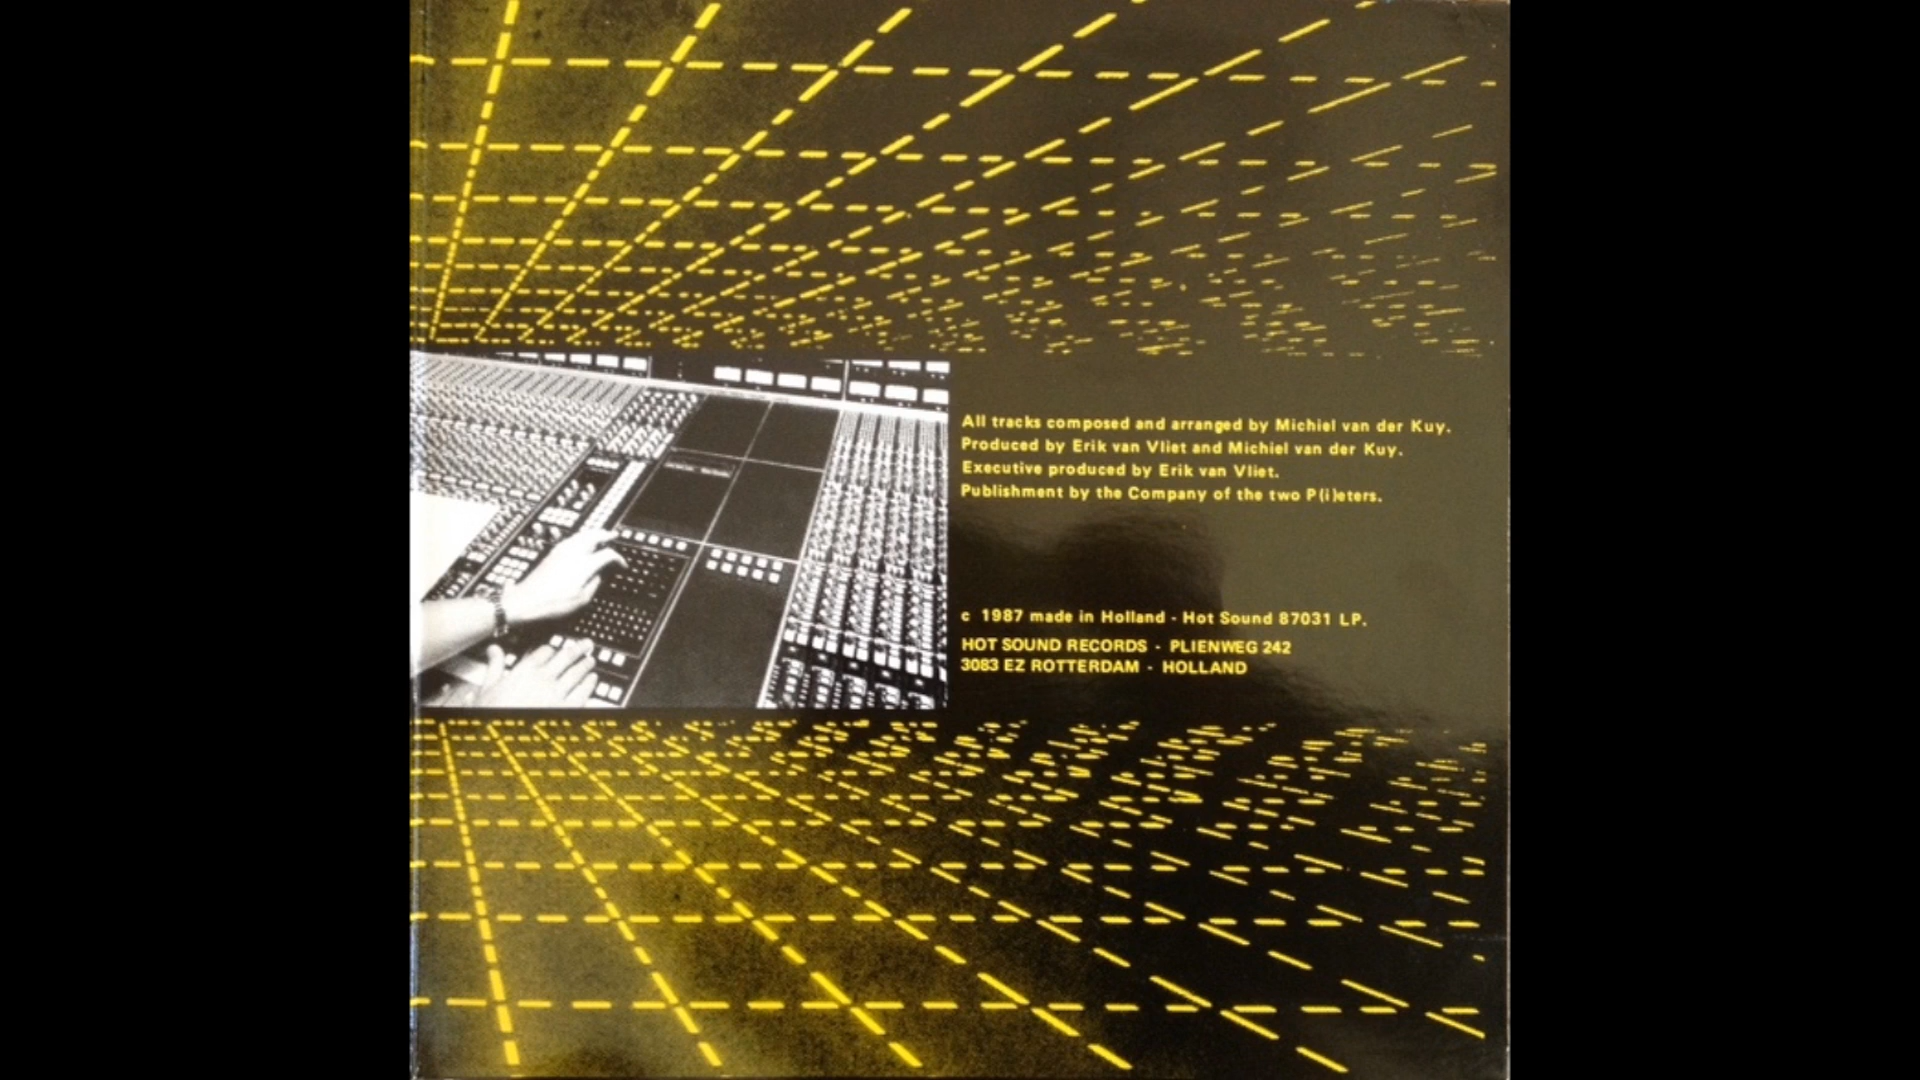 All tracks composed and arranged by Michiel van der Kuy.
Produced by Erik van Vliet and Michiel van der Kuy.
Executive produced by Erik van Vliet.
Publishment by the Company of the two P(i)eters.
c 1987 made in Holland - Hot Sound 87031 LP.
HOT SOUND RECORDS - PLIENWEG 242
3083 EZ ROTTERDAM - HOLLAND